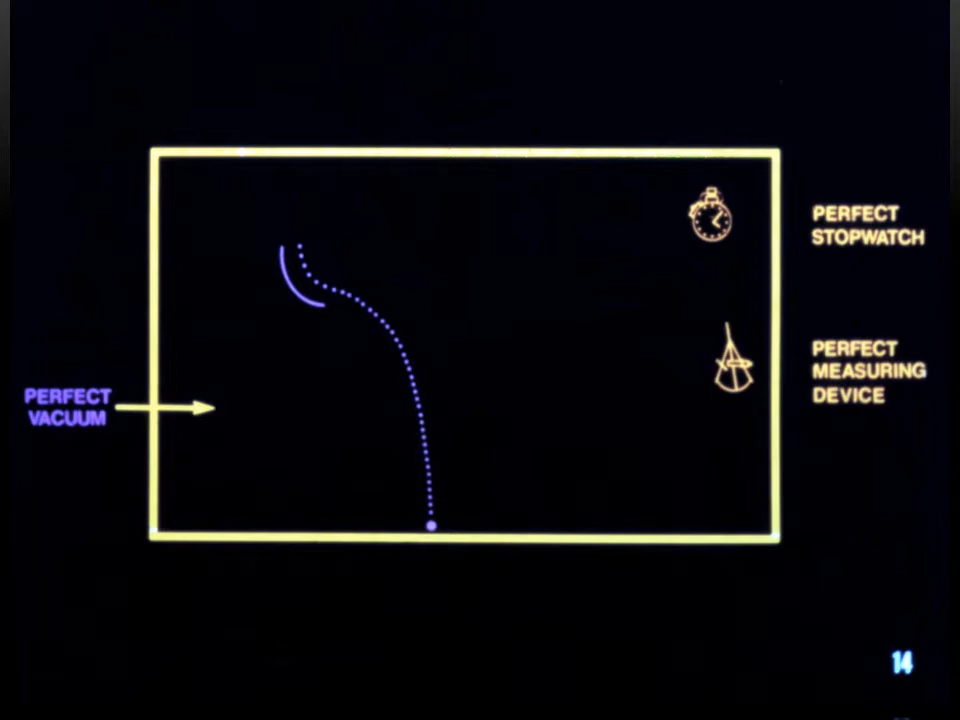 PERFECT
STOPWATCH
PERFECT
MEASURING
DEVICE
PERFECT
VACUUM
14